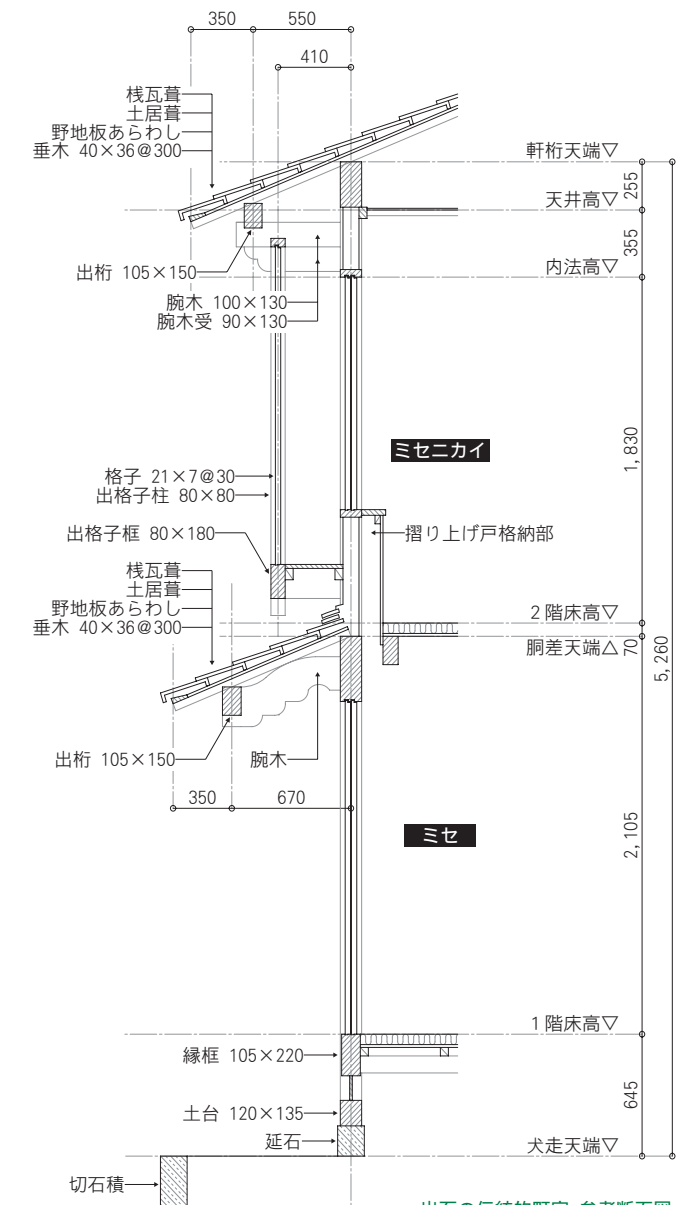 350
550
410
桟瓦葺
土居葺
野地板あらわし
垂木 40×36@300
軒桁天端▽
255
天井高▽
355
出桁 105×150
内法高▽
腕木 100×130
腕木受 90×130
1,830
ミセニカイ
格子 21×7@30
出格子柱 80×80
出格子框 80×180
摺り上げ戸格納部
桟瓦葺
土居葺
野地板あらわし
垂木 40×36@300
2階床高▽
胴差天端△
70
5,260
出桁 105×150
腕木
350
670
ミセ
2,105
1階床高▽
縁框 105×220
645
土台 120×135
延石
犬走天端▽
切石積